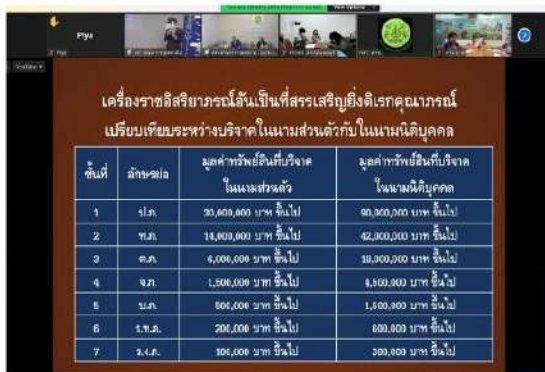 Piya
YouTube
เครื่องราชอิสริยาภรณ์อันเป็นที่สรรเสริญยิ่งดิเรกคุณาภรณ์
เปรียบเทียบระหว่างบริจาคในนามส่วนตัวกับในนามนิติบุคคล
ชั้นที่ อักษรย่อ มูลค่าทรัพย์สินที่บริจาค ในนามส่วนตัว มูลค่าทรัพย์สินที่บริจาค ในนามนิติบุคคล
1 ป.ภ. 30,000,000 บาท ขึ้นไป 90,000,000 บาท ขึ้นไป
2 ท.ภ. 14,000,000 บาท ขึ้นไป 42,000,000 บาท ขึ้นไป
3 ต.ภ. 6,000,000 บาท ขึ้นไป 18,000,000 บาท ขึ้นไป
4 จ.ภ. 1,500,000 บาท ขึ้นไป 4,500,000 บาท ขึ้นไป
5 บ.ภ. 500,000 บาท ขึ้นไป 1,500,000 บาท ขึ้นไป
6 ร.ท.ภ. 200,000 บาท ขึ้นไป 600,000 บาท ขึ้นไป
7 ร.ง.ภ. 100,000 บาท ขึ้นไป 300,000 บาท ขึ้นไป